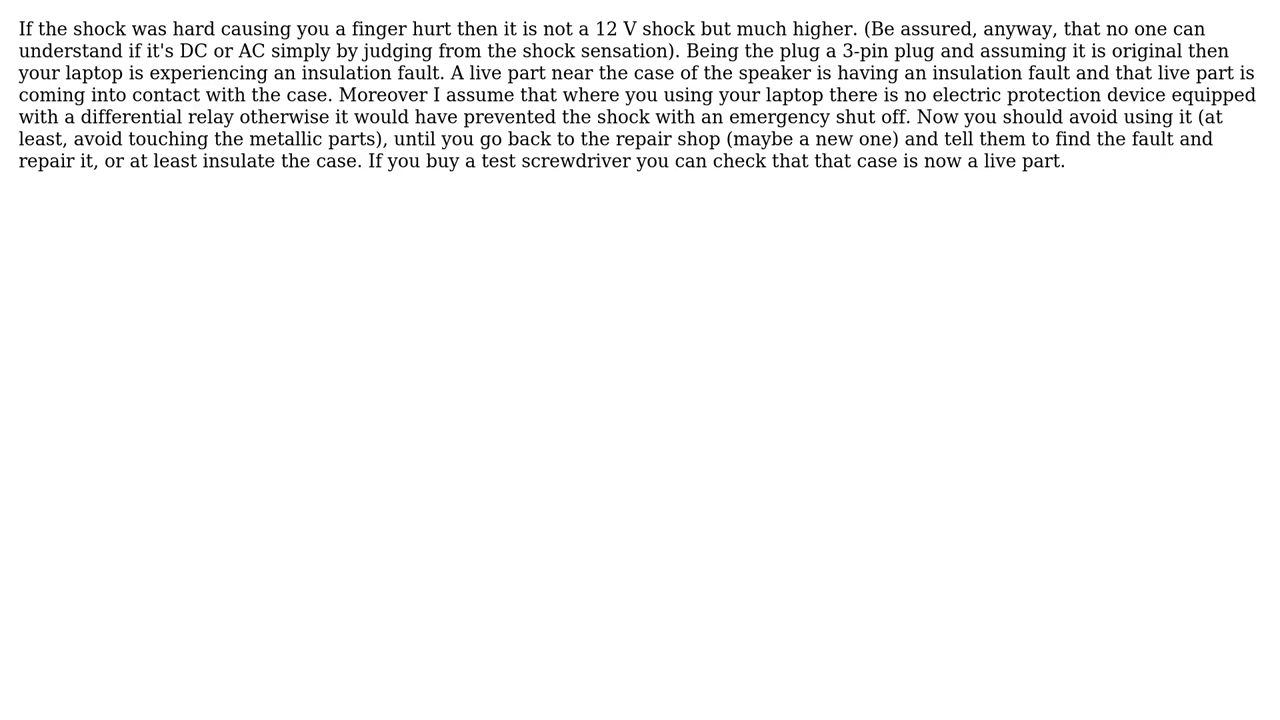 If the shock was hard causing you a finger hurt then it is not a 12 V shock but much higher. (Be assured, anyway, that no one can
understand if it's DC or AC simply by judging from the shock sensation). Being the plug a 3-pin plug and assuming it is original then
your laptop is experiencing an insulation fault. A live part near the case of the speaker is having an insulation fault and that live part is
coming into contact with the case. Moreover I assume that where you using your laptop there is no electric protection device equipped
with a differential relay otherwise it would have prevented the shock with an emergency shut off. Now you should avoid using it (at
least, avoid touching the metallic parts), until you go back to the repair shop (maybe a new one) and tell them to find the fault and
repair it, or at least insulate the case. If you buy a test screwdriver you can check that that case is now a live part.